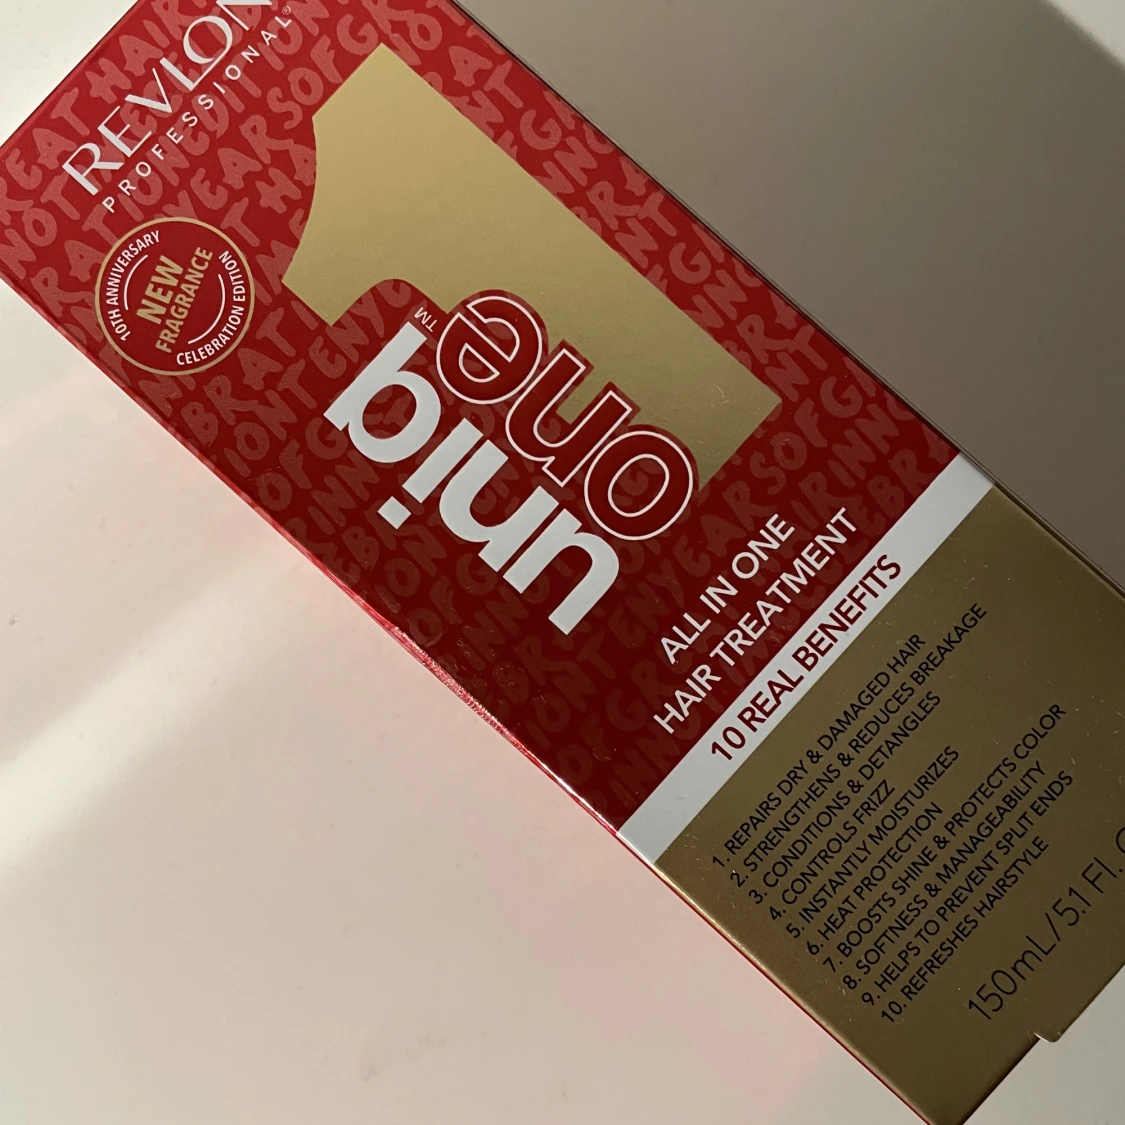 REVLON
PROFESSIONAL®
10TH ANNIVERSARY
NEW
FRAGRANCE
CELEBRATION EDITION
1
uniq
one™
ALL IN ONE
HAIR TREATMENT
10 REAL BENEFITS
1. REPAIRS DRY & DAMAGED HAIR
2. STRENGTHENS & REDUCES BREAKAGE
3. CONDITIONS & DETANGLES
4. CONTROLS FRIZZ
5. INSTANTLY MOISTURIZES
6. HEAT PROTECTION
7. BOOSTS SHINE & PROTECTS COLOR
8. SOFTNESS & MANAGEABILITY
9. HELPS TO PREVENT SPLIT ENDS
10. REFRESHES HAIRSTYLE
150mL / 5.1 Fl.